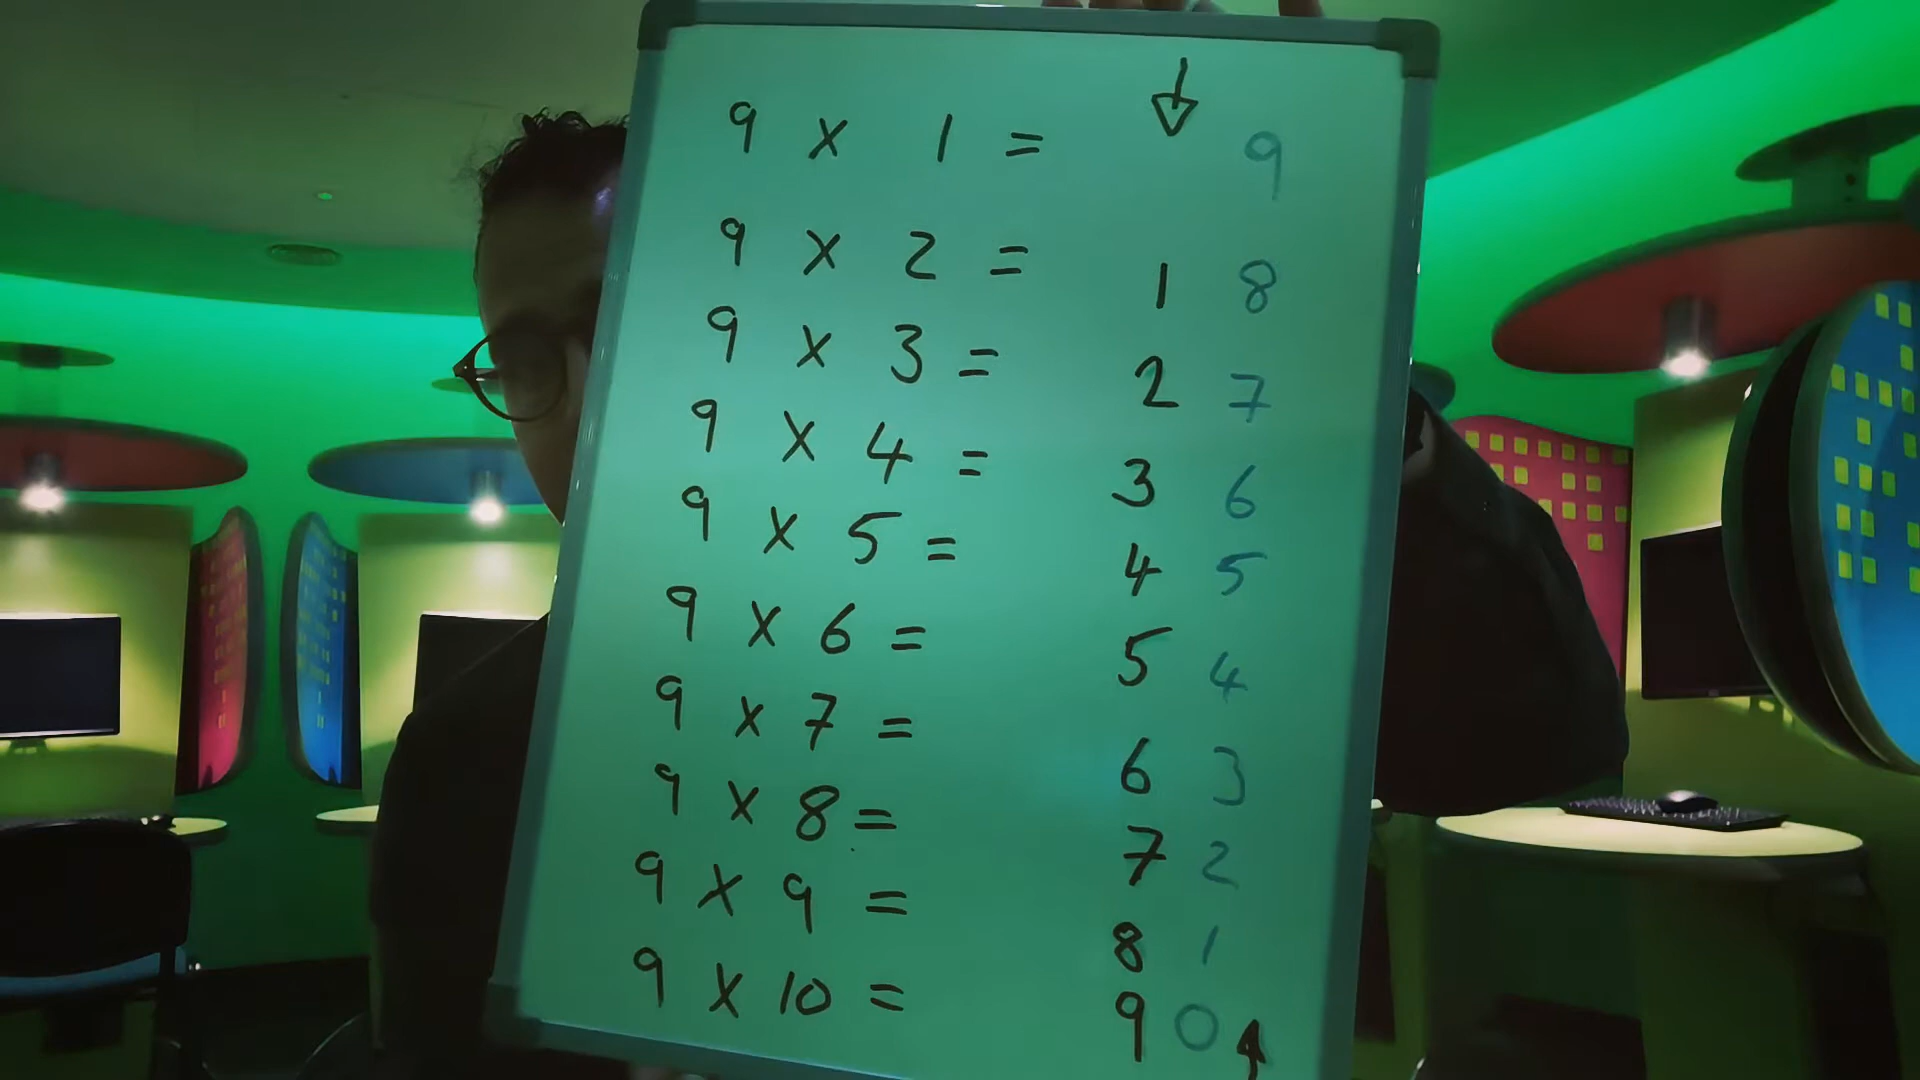 9 x 1 = 9
9 x 2 = 18
9 x 3 = 27
9 x 4 = 36
9 x 5 = 45
9 x 6 = 54
9 x 7 = 63
9 x 8 = 72
9 x 9 = 81
9 x 10 = 90